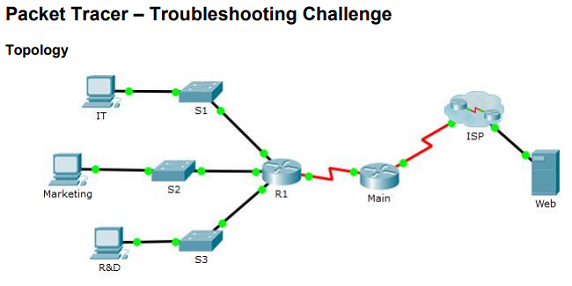 Packet Tracer – Troubleshooting Challenge
Topology
IT
S1
ISP
Marketing
S2
R1
Main
Web
R&D
S3